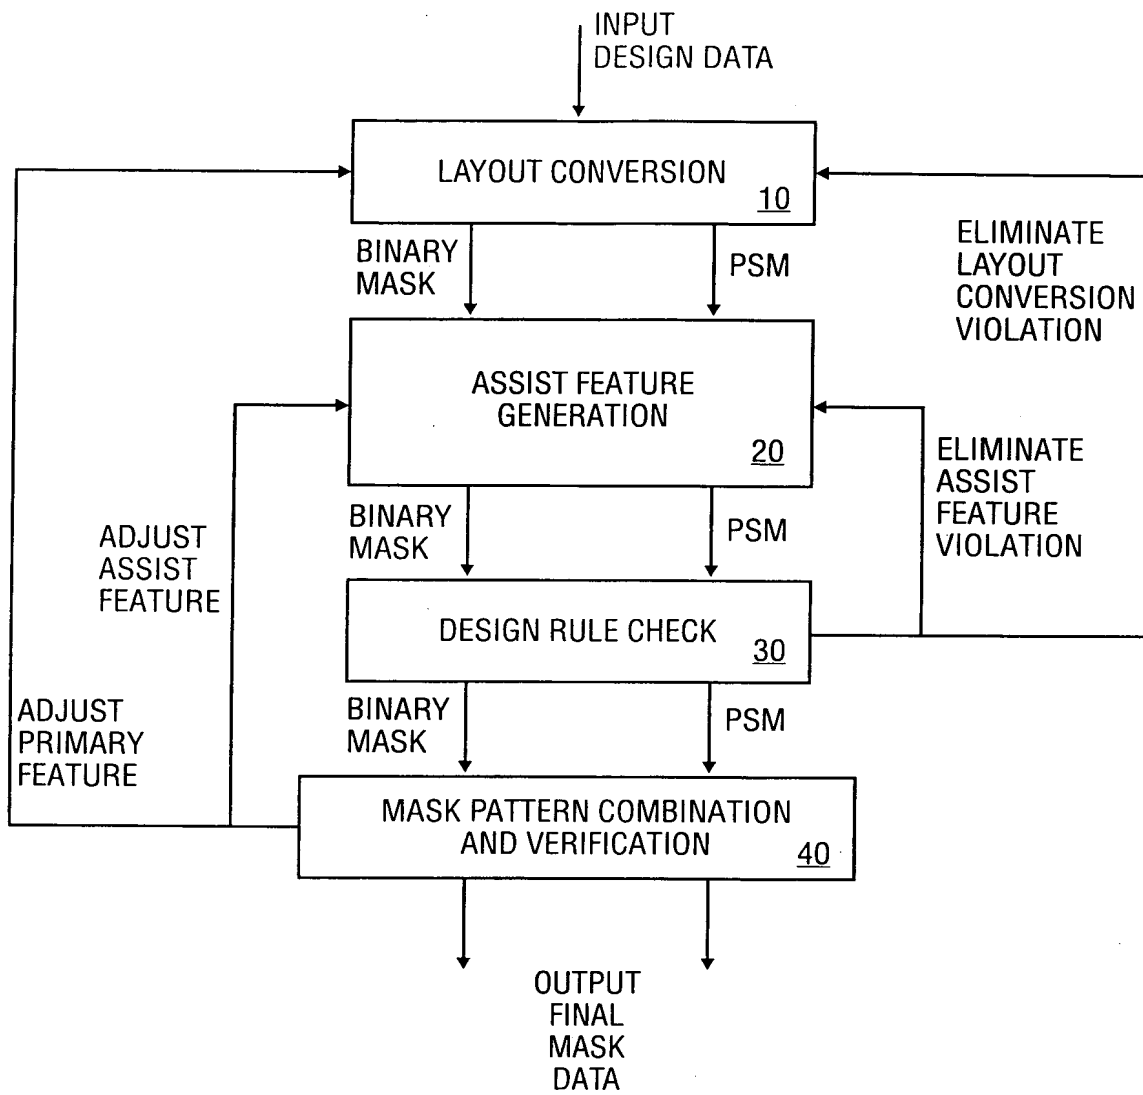 INPUT
DESIGN DATA
LAYOUT CONVERSION
10
BINARY
MASK
PSM
ELIMINATE
LAYOUT
CONVERSION
VIOLATION
ASSIST FEATURE
GENERATION
20
ELIMINATE
ASSIST
FEATURE
VIOLATION
BINARY
MASK
PSM
ADJUST
ASSIST
FEATURE
DESIGN RULE CHECK
30
BINARY
MASK
PSM
ADJUST
PRIMARY
FEATURE
MASK PATTERN COMBINATION
AND VERIFICATION
40
OUTPUT
FINAL
MASK
DATA